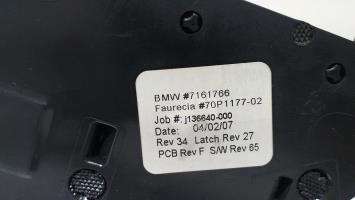 BMW #7161766
Faurecia #70P1177-02
Job #: j136640-000
Date: 04/02/07
Rev 34 Latch Rev 27
PCB Rev F S/W Rev 65